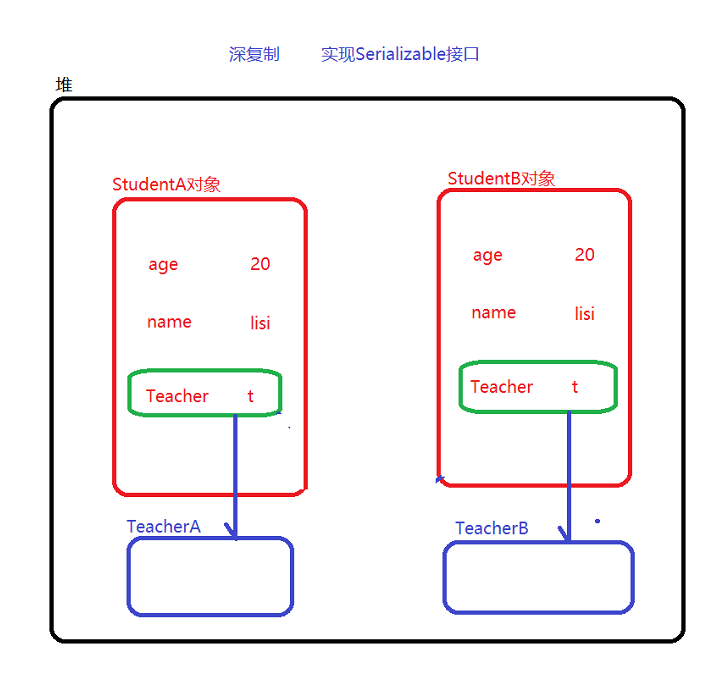 深复制 实现Serializable接口
堆
StudentA对象 StudentB对象
age 20 age 20
name lisi name lisi
Teacher t Teacher t
TeacherA TeacherB